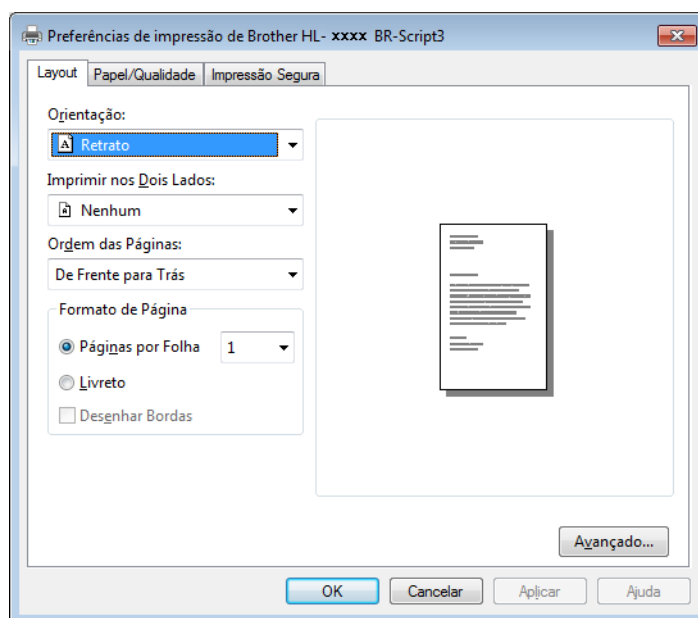 Preferências de impressão de Brother HL- xxxx BR-Script3
Layout Papel/Qualidade Impressão Segura
Orientação:
Retrato
Imprimir nos Dois Lados:
Nenhum
Ordem das Páginas:
De Frente para Trás
Formato de Página
Páginas por Folha 1
Livreto
Desenhar Bordas
Avançado...
OK Cancelar Aplicar Ajuda